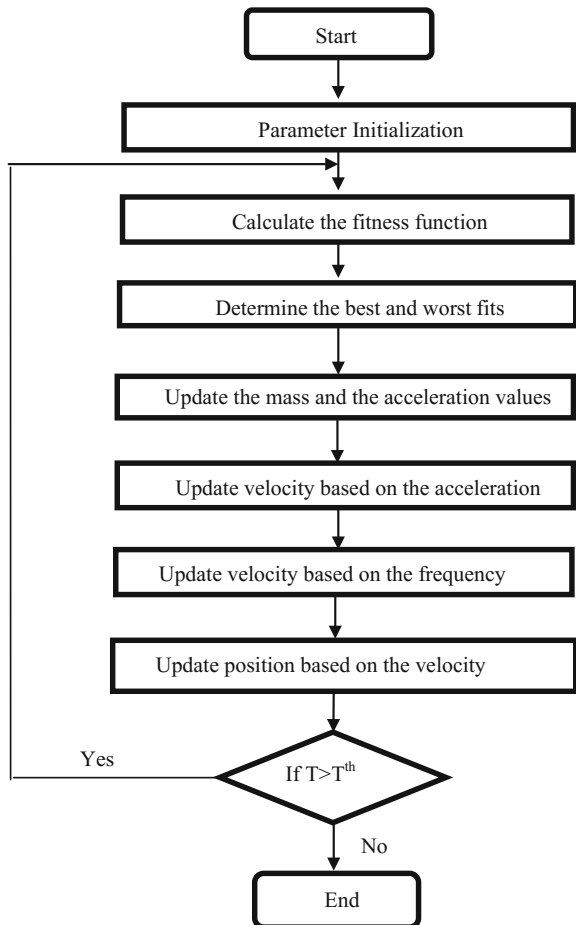 Start
Parameter Initialization
Calculate the fitness function
Determine the best and worst fits
Update the mass and the acceleration values
Update velocity based on the acceleration
Update velocity based on the frequency
Update position based on the velocity
Yes
If T>Tth
No
End